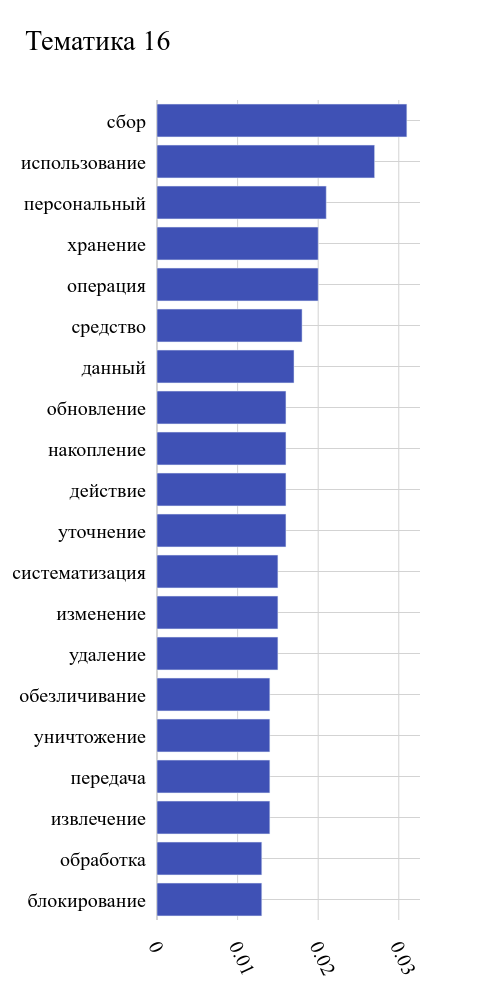 Тематика 16
сбор
использование
персональный
хранение
операция
средство
данный
обновление
накопление
действие
уточнение
систематизация
изменение
удаление
обезличивание
уничтожение
передача
извлечение
обработка
блокирование
0
0.01
0.02
0.03